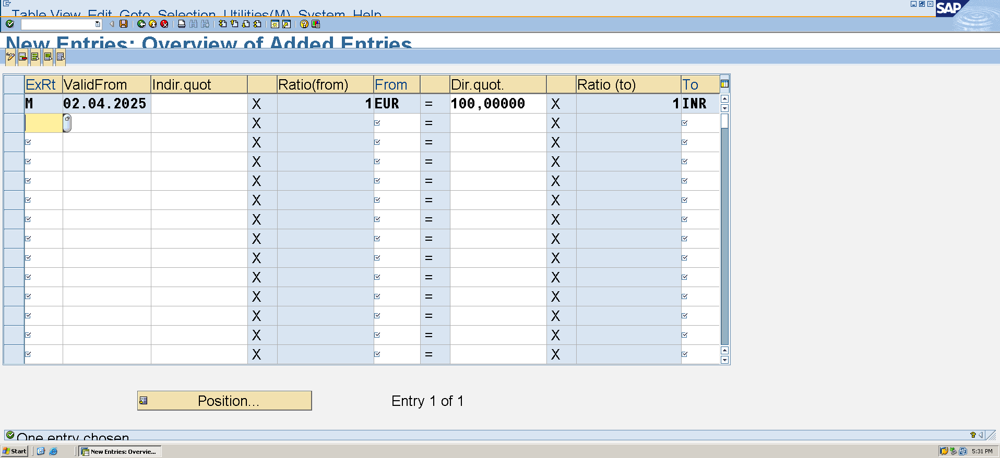 Table View Edit Goto Selection Utilities(M) System Help
SAP
New Entries: Overview of Added Entries
ExRt ValidFrom Indir.quot Ratio(from) From Dir.quot. Ratio (to) To
M 02.04.2025 X 1 EUR = 100,00000 X 1 INR
X = X
X = X
X = X
X = X
X = X
X = X
X = X
X = X
X = X
X = X
X = X
X = X
X = X
Position... Entry 1 of 1
One entry chosen
Start New Entries: Overvie... 5:31 PM